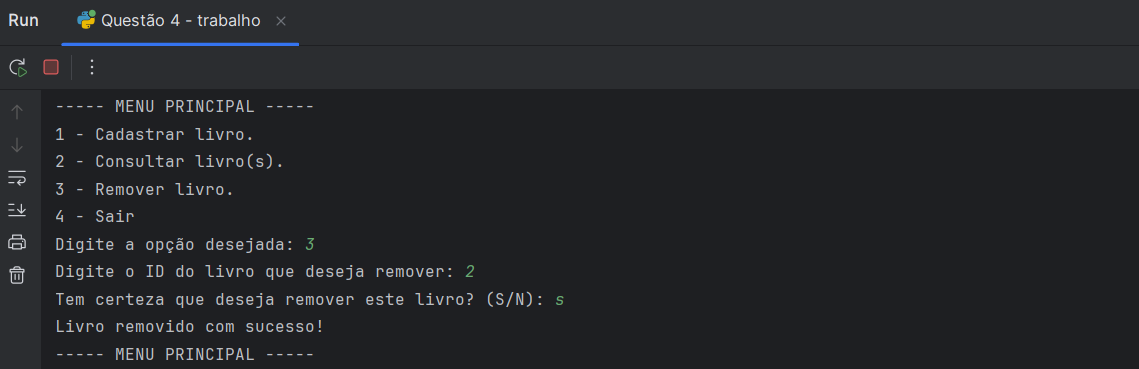 Run
Questão 4 - trabalho
----- MENU PRINCIPAL -----
1 - Cadastrar livro.
2 - Consultar livro(s).
3 - Remover livro.
4 - Sair
Digite a opção desejada: 3
Digite o ID do livro que deseja remover: 2
Tem certeza que deseja remover este livro? (S/N): s
Livro removido com sucesso!
----- MENU PRINCIPAL -----